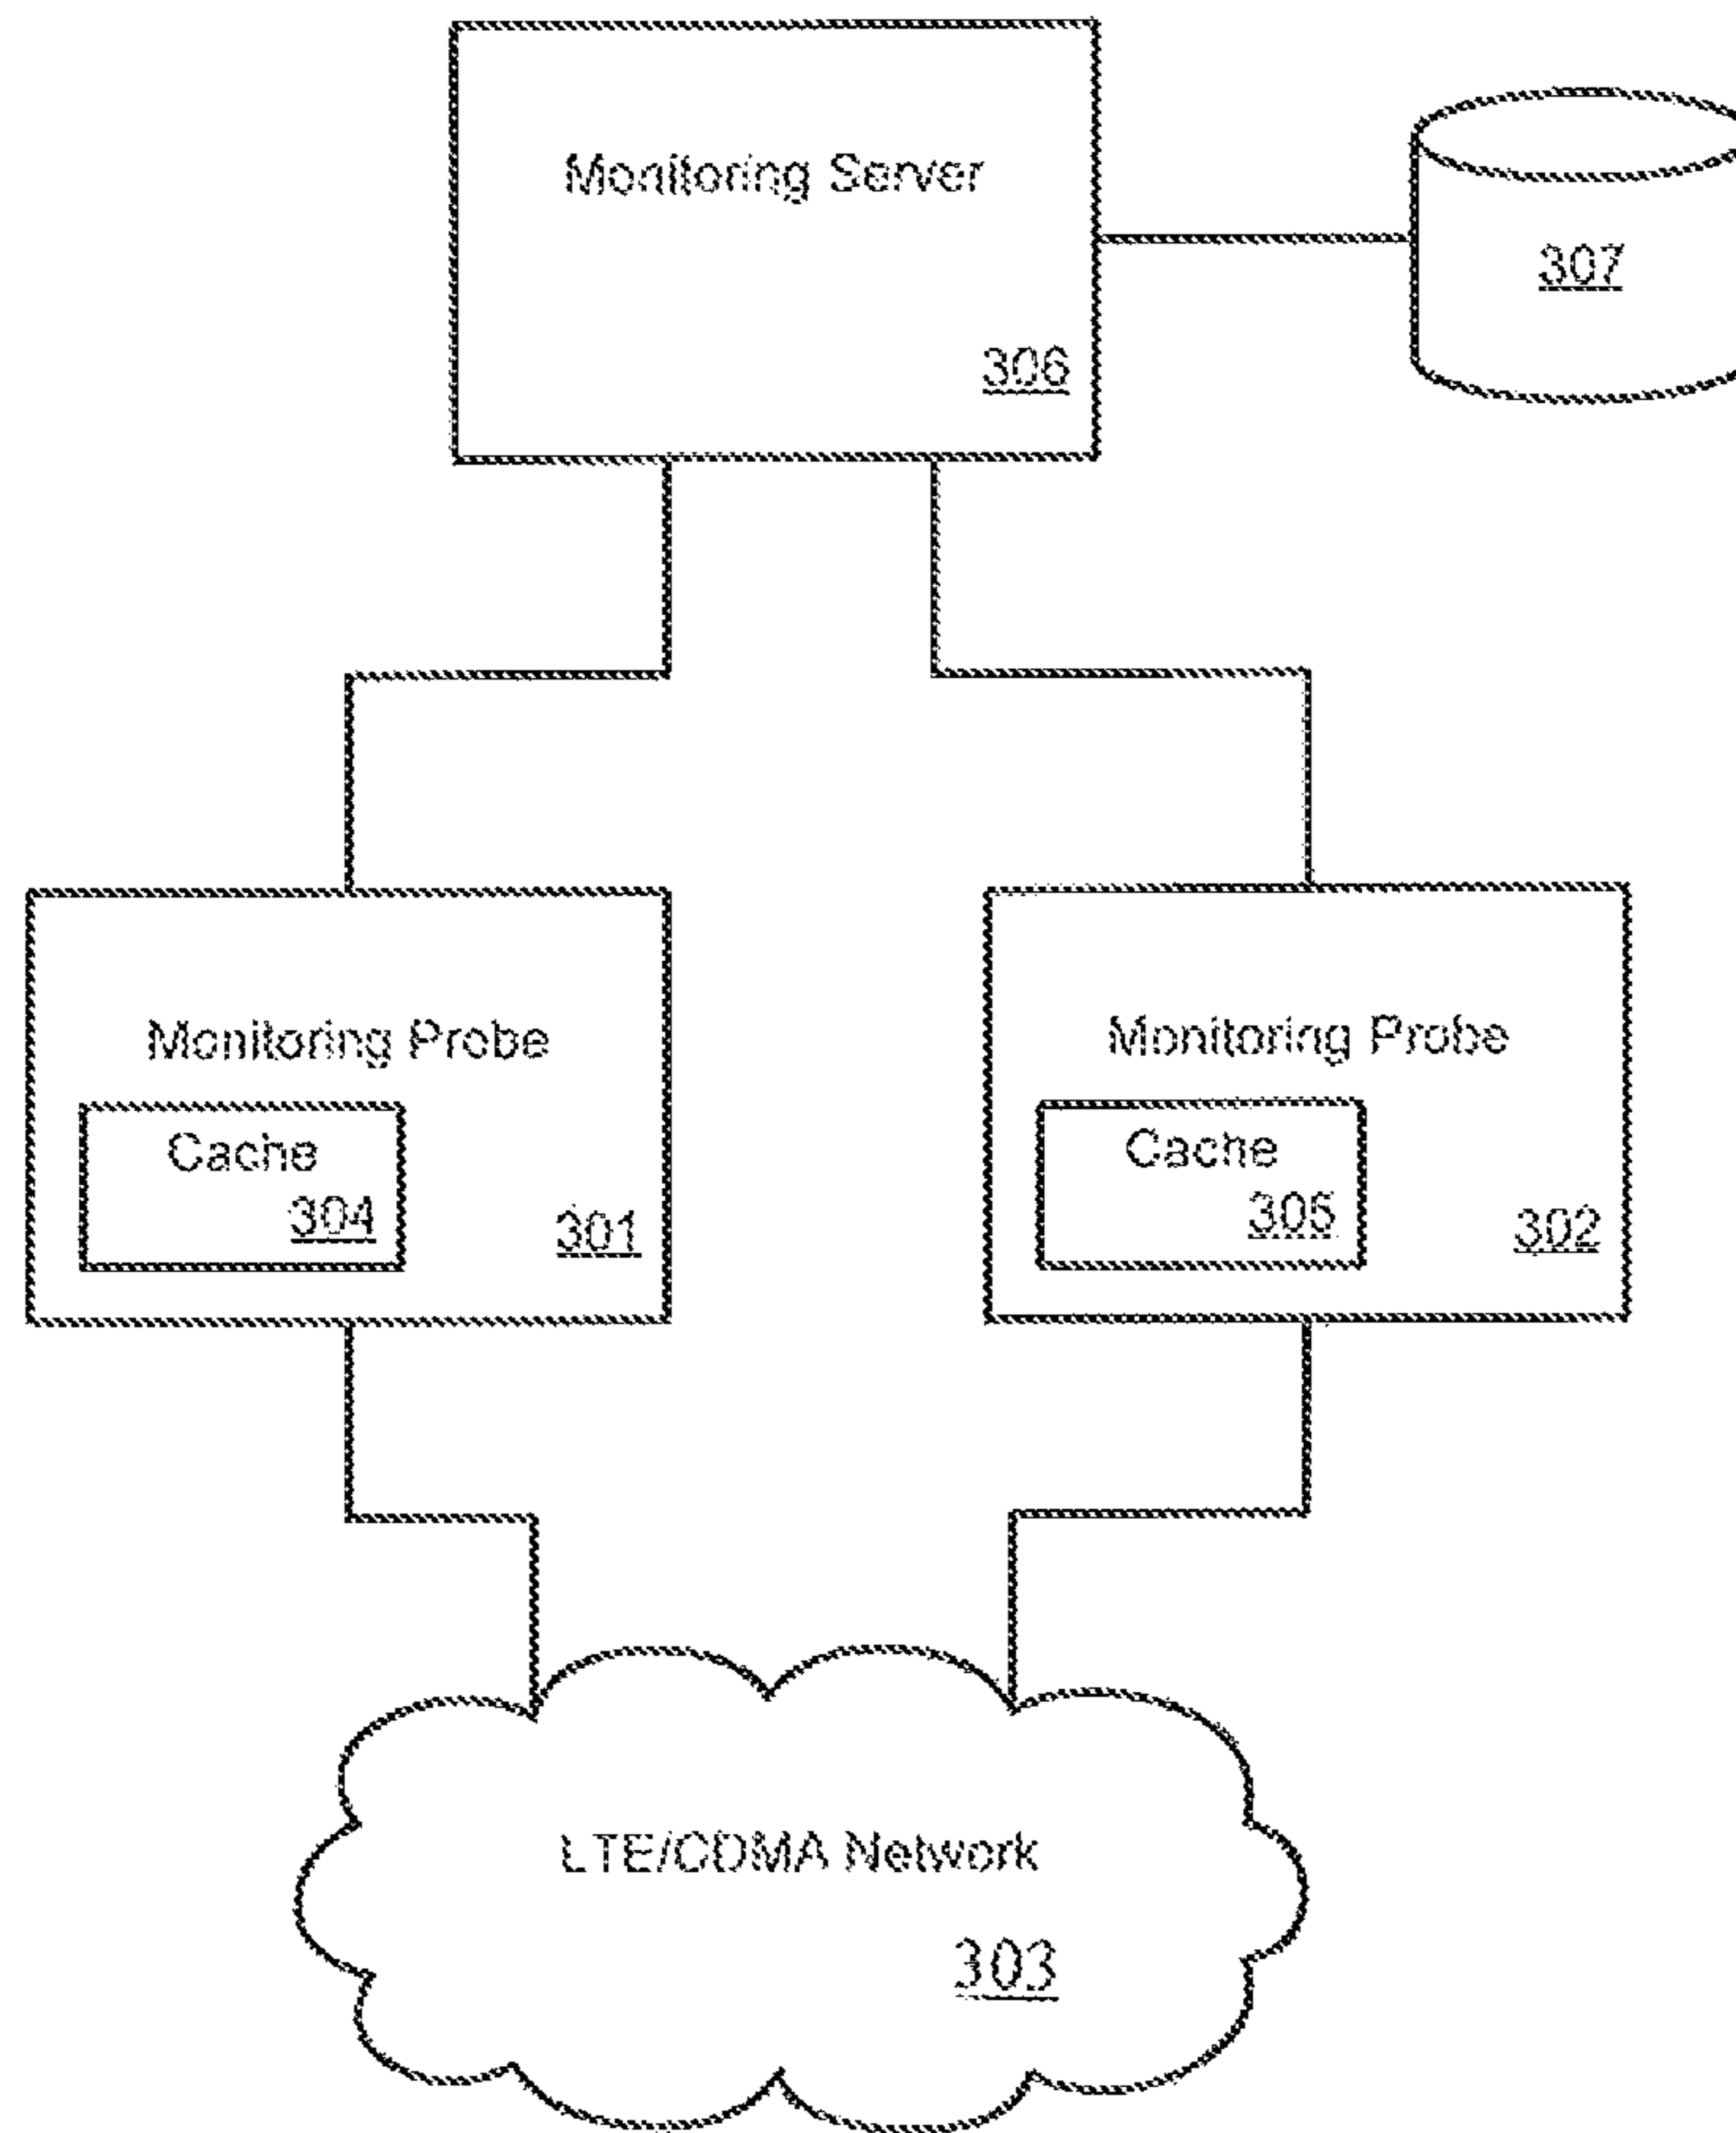 Monitoring Server
307
306
Monitoring Probe
Monitoring Probe
Cache
304
301
Cache
305
302
LTE/CDMA Network
303